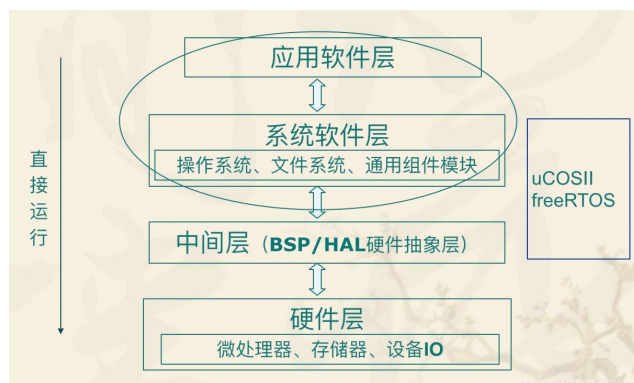 应用软件层
系统软件层
操作系统、文件系统、通用组件模块
中间层（BSP/HAL硬件抽象层）
硬件层
微处理器、存储器、设备IO
直
接
运
行
uCOSII
freeRTOS